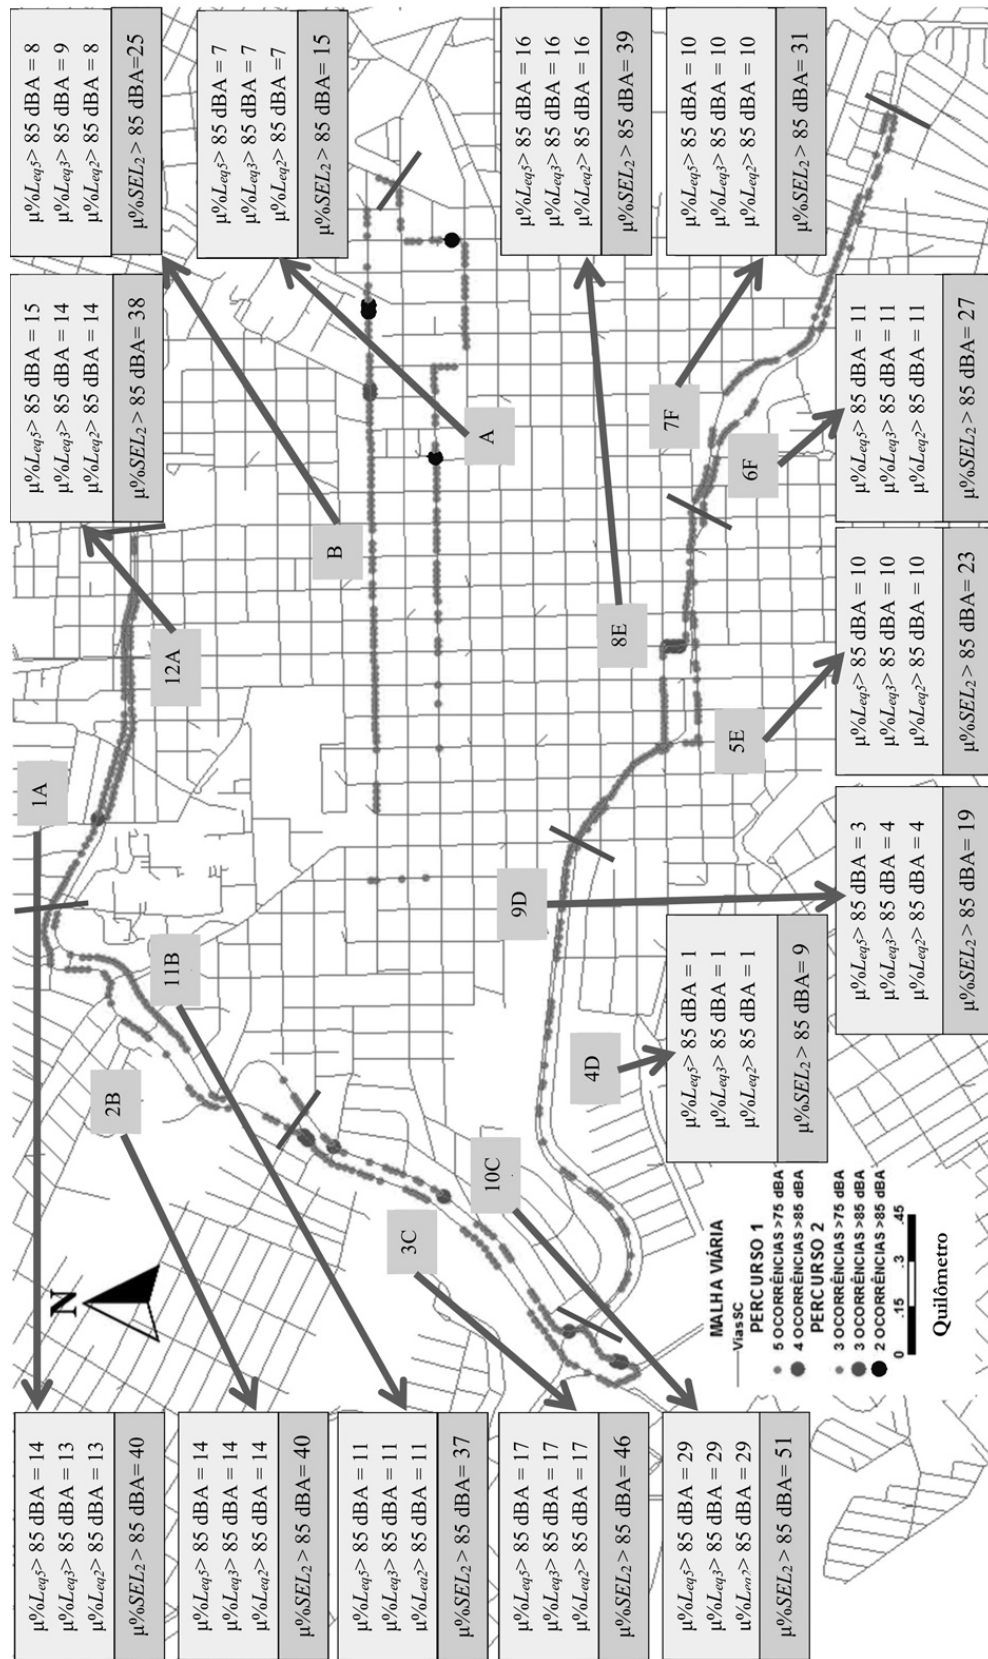 μ%Leq5> 85 dBA = 14
μ%Leq3> 85 dBA = 13
μ%Leq2> 85 dBA = 13
μ%SEL2 > 85 dBA= 40
μ%Leq5> 85 dBA = 15
μ%Leq3> 85 dBA = 14
μ%Leq2> 85 dBA = 14
μ%SEL2 > 85 dBA= 38
μ%Leq5> 85 dBA = 8
μ%Leq3> 85 dBA = 9
μ%Leq2> 85 dBA = 8
μ%SEL2 > 85 dBA=25
1A
N
2B
11B
12A
μ%Leq5> 85 dBA = 14
μ%Leq3> 85 dBA = 14
μ%Leq2> 85 dBA = 14
μ%SEL2 > 85 dBA= 40
μ%Leq5> 85 dBA = 7
μ%Leq3> 85 dBA = 7
μ%Leq2> 85 dBA =7
μ%SEL2 > 85 dBA= 15
B
μ%Leq5> 85 dBA = 11
μ%Leq3> 85 dBA = 11
μ%Leq2> 85 dBA = 11
μ%SEL2 > 85 dBA= 37
3C
10C
A
μ%Leq5> 85 dBA = 17
μ%Leq3> 85 dBA = 17
μ%Leq2> 85 dBA = 17
μ%SEL2 > 85 dBA= 46
9D
μ%Leq5> 85 dBA = 16
μ%Leq3> 85 dBA = 16
μ%Leq2> 85 dBA = 16
μ%SEL2 > 85 dBA= 39
4D
8E
7F
μ%Leq5> 85 dBA = 29
μ%Leq3> 85 dBA = 29
μ%Leq2> 85 dBA = 29
μ%SEL2 > 85 dBA= 51
μ%Leq5> 85 dBA = 1
μ%Leq3> 85 dBA = 1
μ%Leq2> 85 dBA = 1
μ%SEL2 > 85 dBA= 9
μ%Leq5> 85 dBA = 10
μ%Leq3> 85 dBA = 10
μ%Leq2> 85 dBA = 10
μ%SEL2 > 85 dBA= 31
5E
6F
MALHA VIÁRIA
Vias SC
PERCURSO 1
5 OCORRÊNCIAS >75 dBA
4 OCORRÊNCIAS >85 dBA
PERCURSO 2
3 OCORRÊNCIAS >75 dBA
3 OCORRÊNCIAS >85 dBA
2 OCORRÊNCIAS >85 dBA
0 .15 .3 .45
Quilômetro
μ%Leq5> 85 dBA = 3
μ%Leq3> 85 dBA = 4
μ%Leq2> 85 dBA = 4
μ%SEL2 > 85 dBA= 19
μ%Leq5> 85 dBA = 10
μ%Leq3> 85 dBA = 10
μ%Leq2> 85 dBA = 10
μ%SEL2 > 85 dBA= 23
μ%Leq5> 85 dBA = 11
μ%Leq3> 85 dBA = 11
μ%Leq2> 85 dBA = 11
μ%SEL2 > 85 dBA= 27